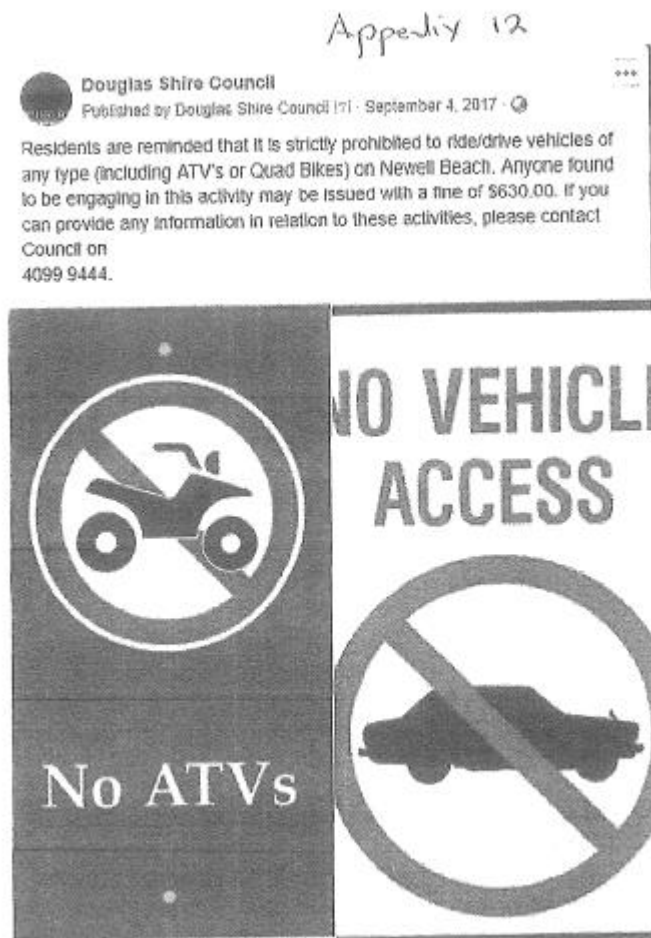 Appendix 12
Douglas Shire Council
Published by Douglas Shire Council [?] · September 4, 2017 ·
Residents are reminded that it is strictly prohibited to ride/drive vehicles of
any type (including ATV's or Quad Bikes) on Newell Beach. Anyone found
to be engaging in this activity may be issued with a fine of $630.00. If you
can provide any information in relation to these activities, please contact
Council on
4099 9444.
NO VEHICLE
ACCESS
No ATVs